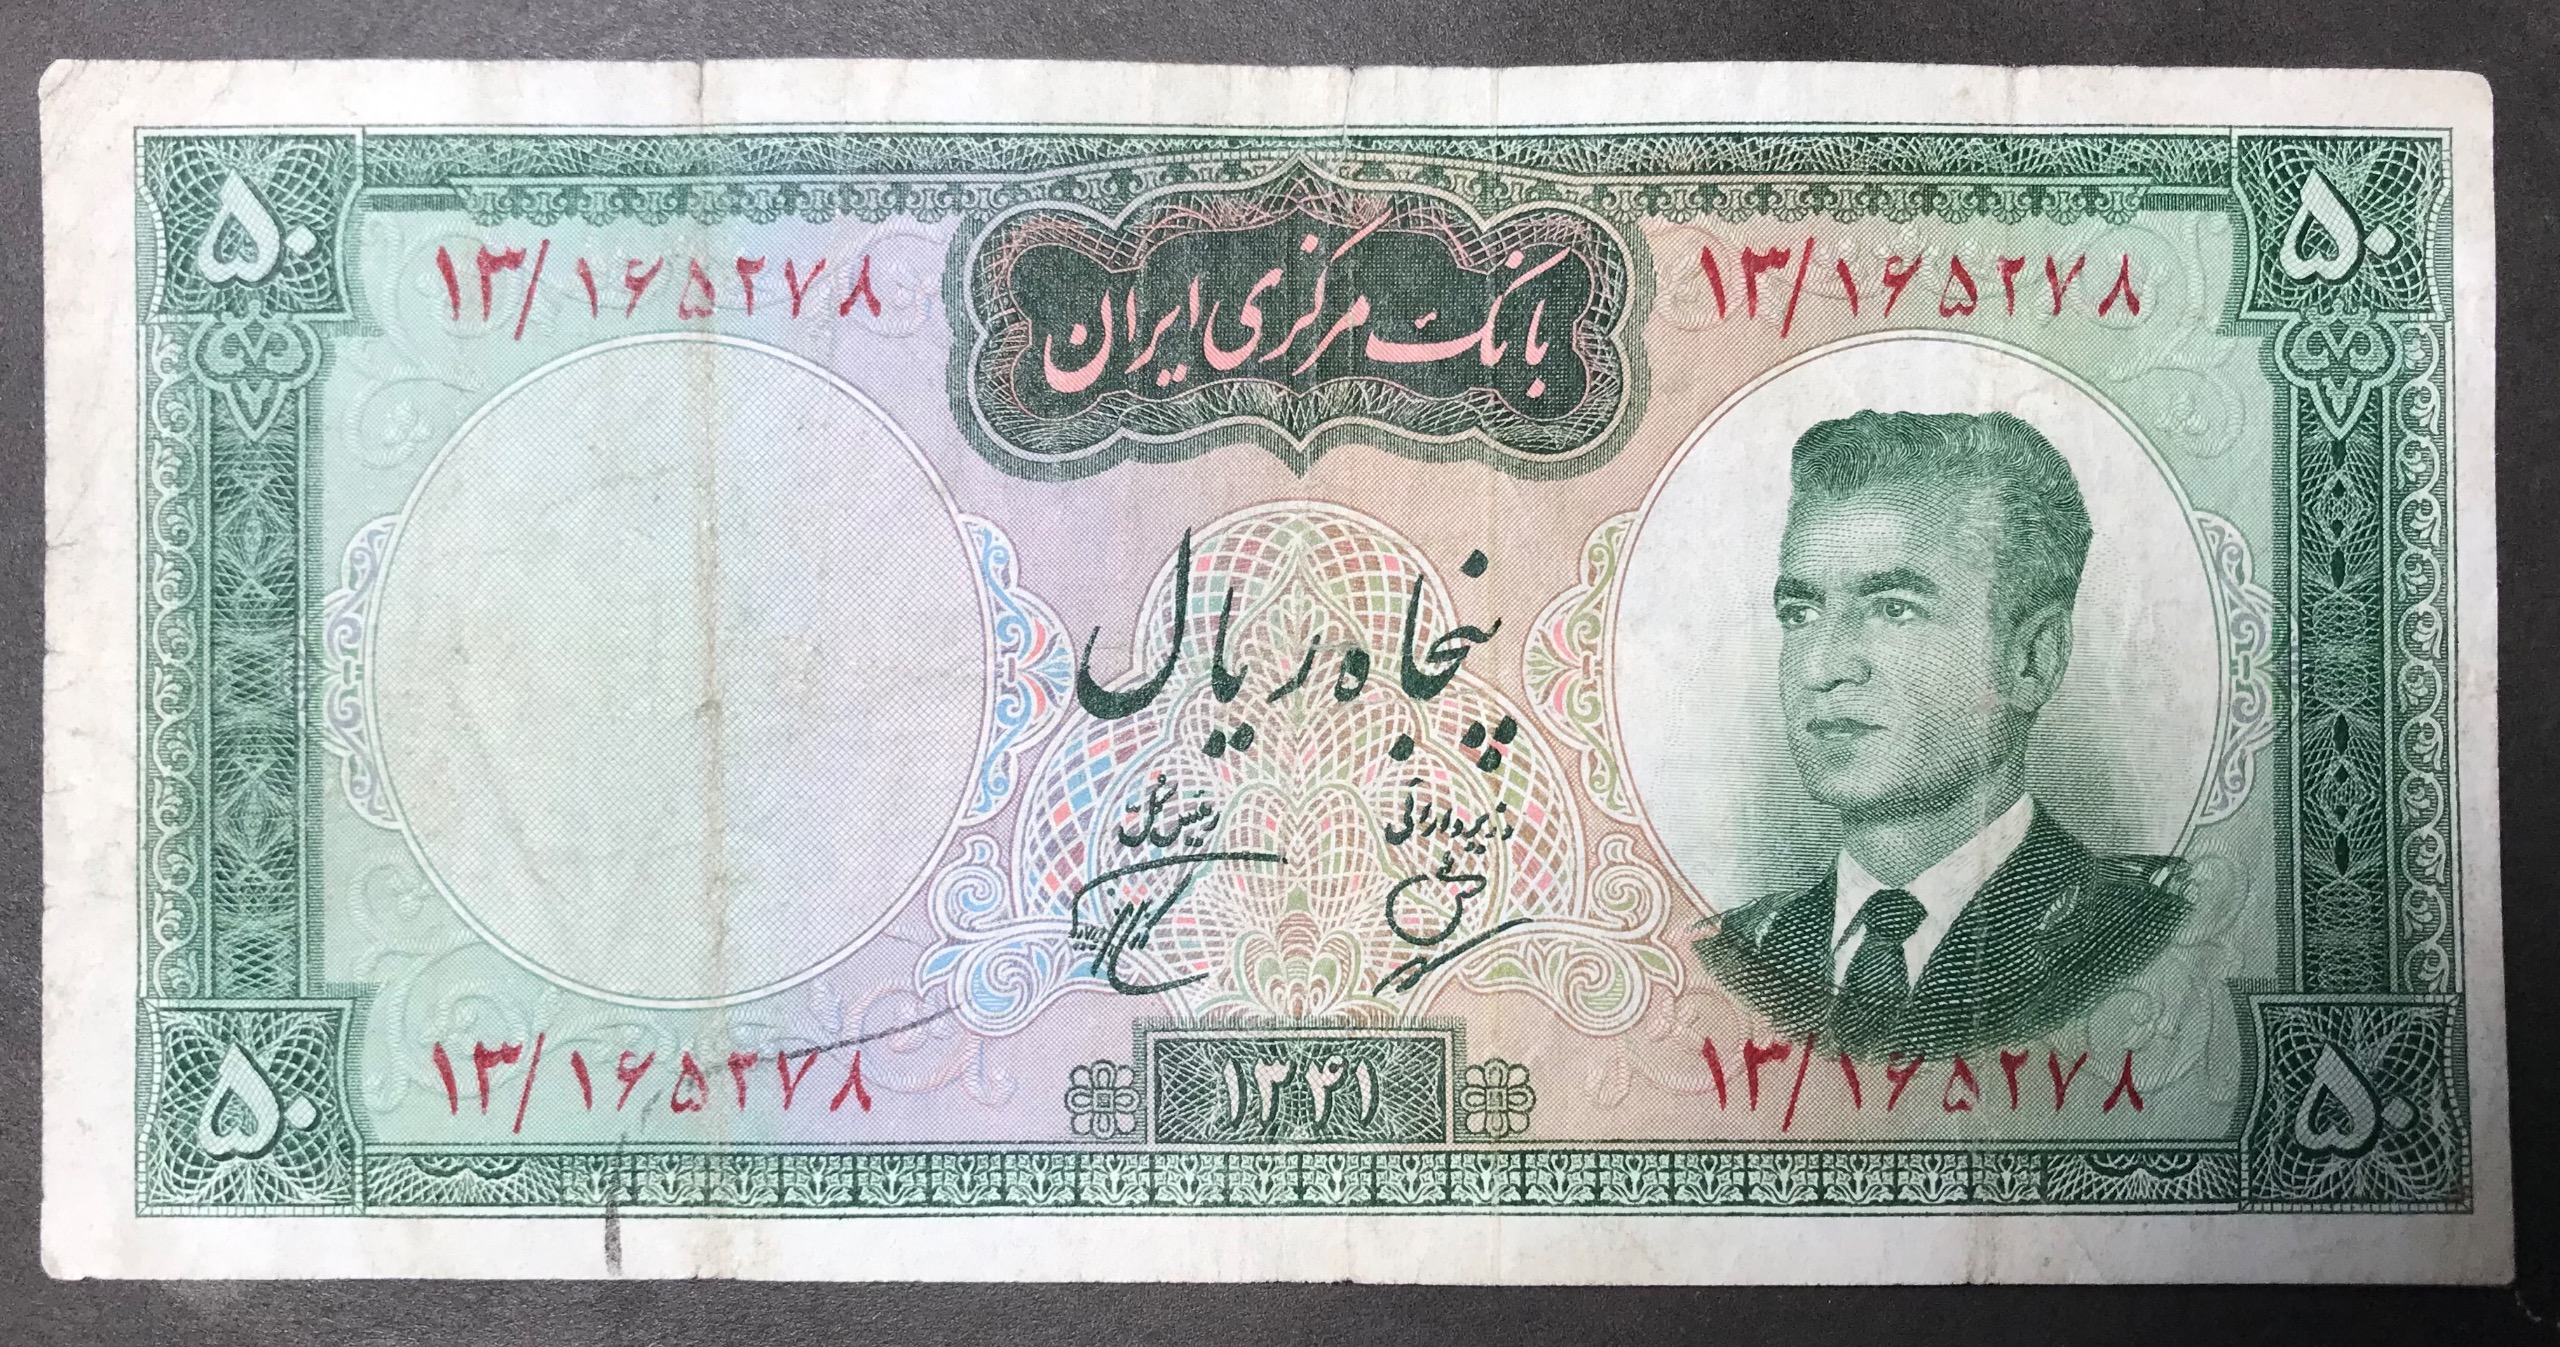 ۵۰ ۵۰
۱۳/۱۶۵۲۷۸ ۱۳/۱۶۵۲۷۸
بانک مرکزی ایران
پنجاه ریال
وزیر دارائی رئیس کل
۱۳/۱۶۵۲۷۸ ۱۳/۱۶۵۲۷۸
۱۳۴۱
۵۰ ۵۰